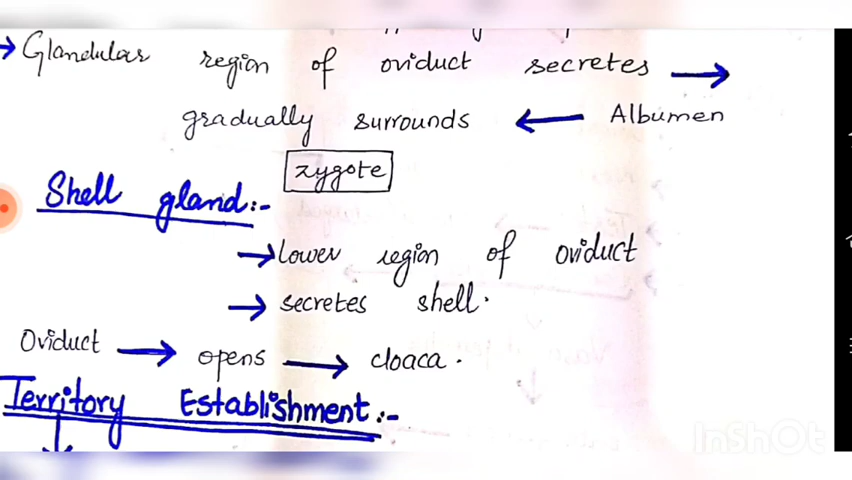 → Glandular region of oviduct secretes →
gradually surrounds ← Albumen
zygote
Shell gland:-
→ lower region of oviduct
→ secretes shell.
Oviduct → opens → cloaca.
Territory Establishment:-
InShOt